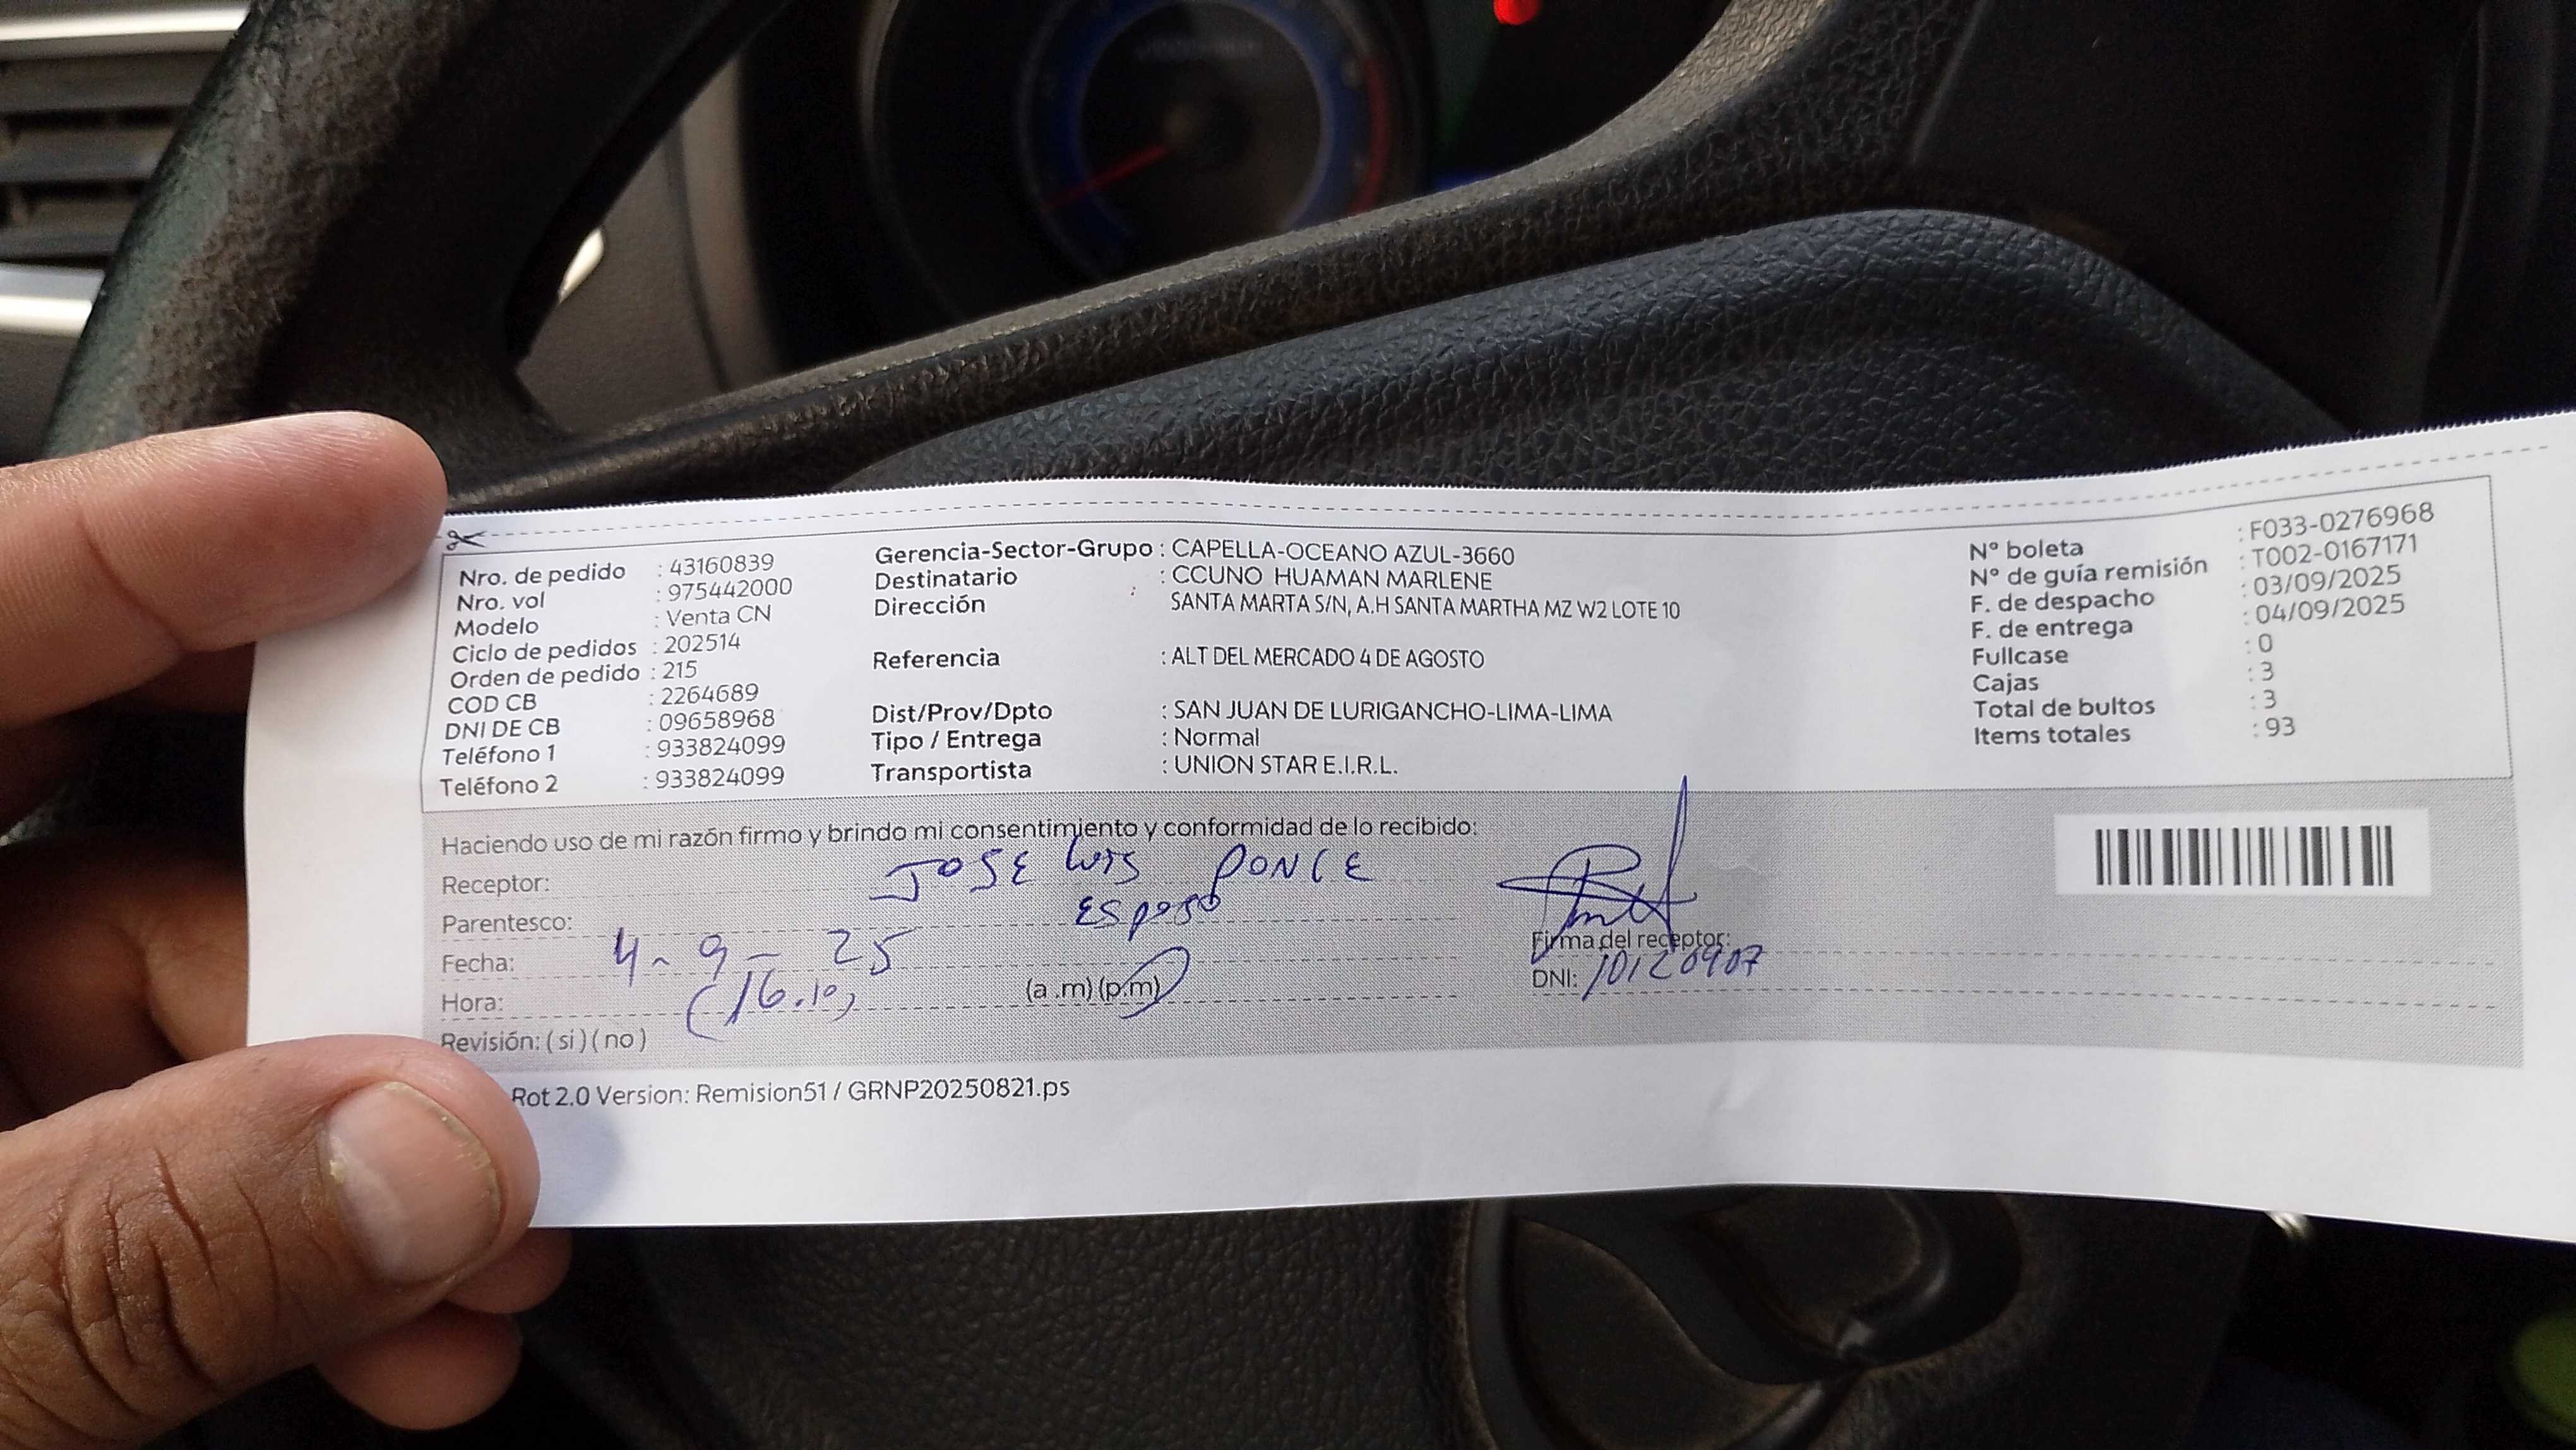 Nro. de pedido : 43160839
Nro. vol : 975442000
Modelo : Venta CN
Ciclo de pedidos : 202514
Orden de pedido : 215
COD CB : 2264689
DNI DE CB : 09658968
Teléfono 1 : 933824099
Teléfono 2 : 933824099
Gerencia-Sector-Grupo : CAPELLA-OCEANO AZUL-3660
Destinatario : CCUNO HUAMAN MARLENE
Dirección : SANTA MARTA S/N, A.H SANTA MARTHA MZ W2 LOTE 10
Referencia : ALT DEL MERCADO 4 DE AGOSTO
Dist/Prov/Dpto : SAN JUAN DE LURIGANCHO-LIMA-LIMA
Tipo / Entrega : Normal
Transportista : UNION STAR E.I.R.L.
N° boleta : F033-0276968
N° de guía remisión : T002-0167171
F. de despacho : 03/09/2025
F. de entrega : 04/09/2025
Fullcase : 0
Cajas : 3
Total de bultos : 3
Items totales : 93
Haciendo uso de mi razón firmo y brindo mi consentimiento y conformidad de lo recibido:
Receptor: JOSE LUIS PONCE
Parentesco: ESPOSO
Fecha: 4-9-25
Hora: (16.10) (a .m) (p.m)
Revisión: ( si ) ( no )
Firma del receptor:
DNI: 10120907
Rot 2.0 Version: Remision51 / GRNP20250821.ps